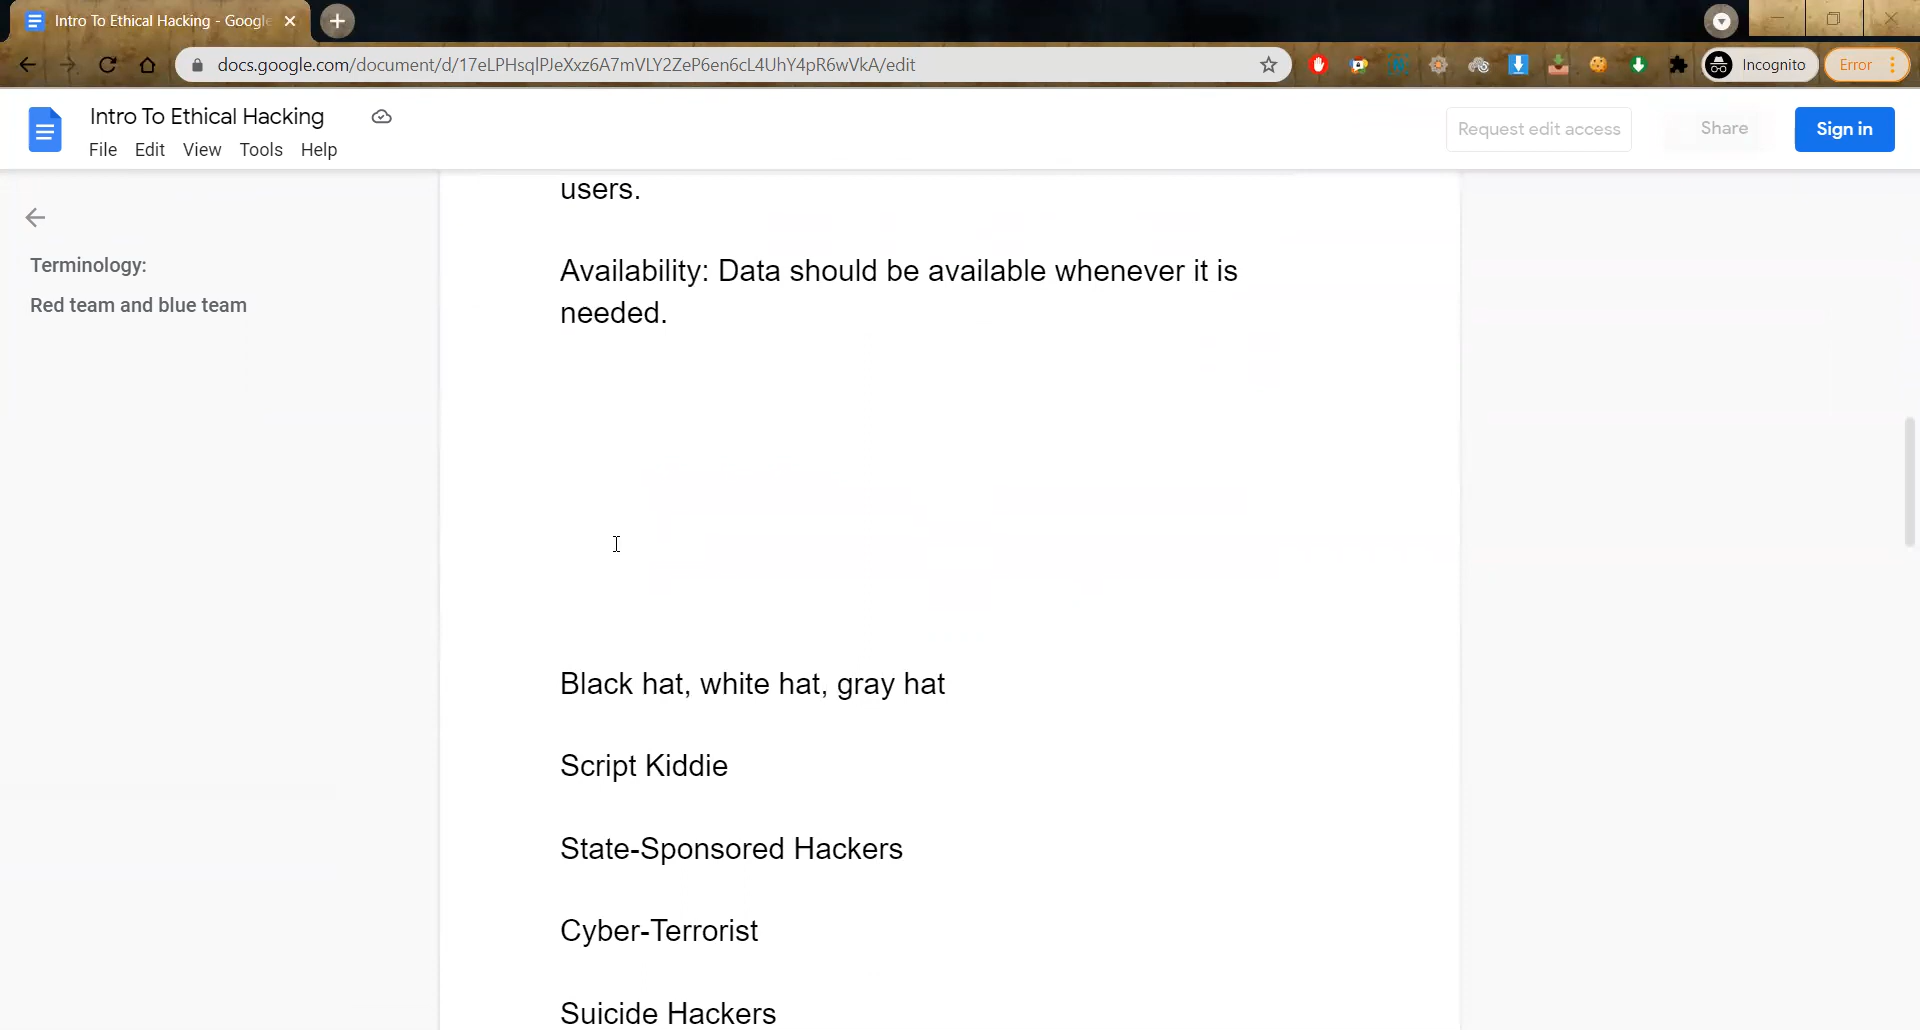 Intro To Ethical Hacking - Google
docs.google.com/document/d/17eLPHsqlPJeXxz6A7mVLY2ZeP6en6cL4UhY4pR6wVkA/edit
Incognito
Error
Intro To Ethical Hacking
File Edit View Tools Help
Request edit access
Share
Sign in
Terminology:
Red team and blue team
users.
Availability: Data should be available whenever it is
needed.
Black hat, white hat, gray hat
Script Kiddie
State-Sponsored Hackers
Cyber-Terrorist
Suicide Hackers